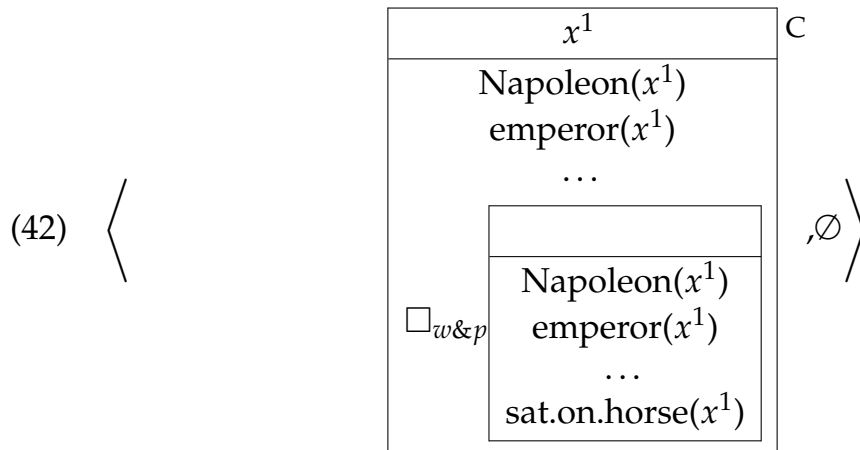 x¹ C
Napoleon(x¹)
emperor(x¹)
...
(42) ⟨ ,∅⟩
Napoleon(x¹)
□w&p emperor(x¹)
...
sat.on.horse(x¹)